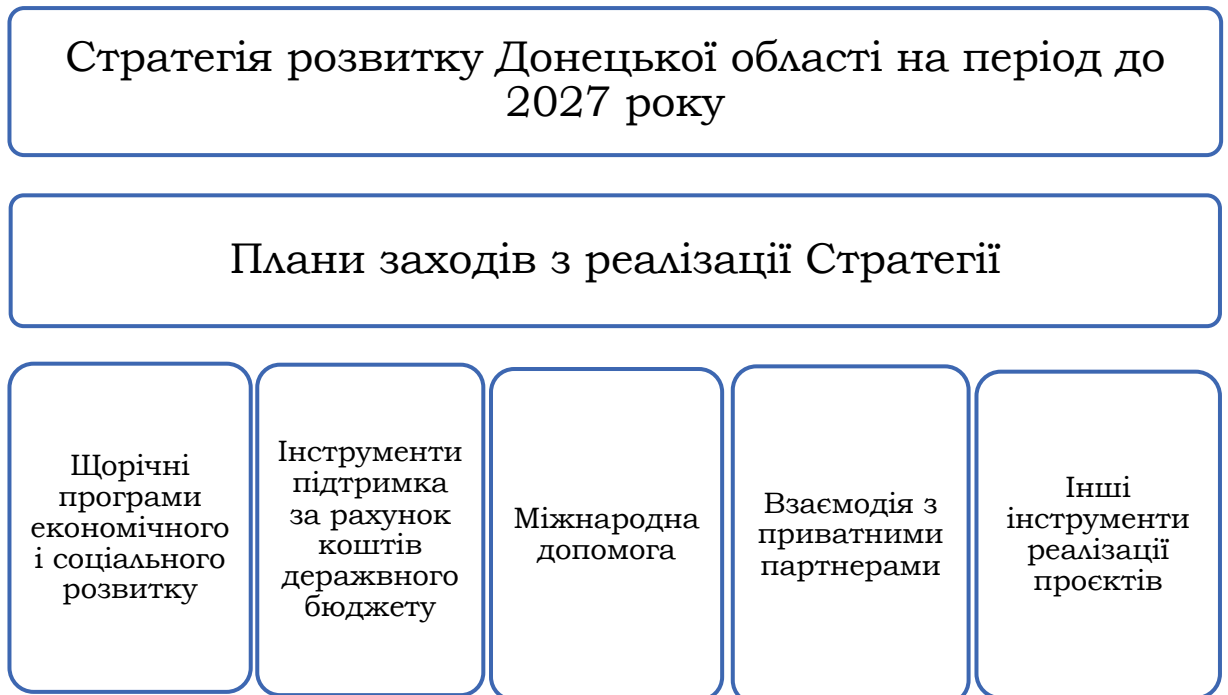 Стратегія розвитку Донецької області на період до
2027 року
Плани заходів з реалізації Стратегії
Щорічні
програми
економічного
і соціального
розвитку
Інструменти
підтримка
за рахунок
коштів
деражвного
бюджету
Міжнародна
допомога
Взаємодія з
приватними
партнерами
Інші
інструменти
реалізації
проєктів